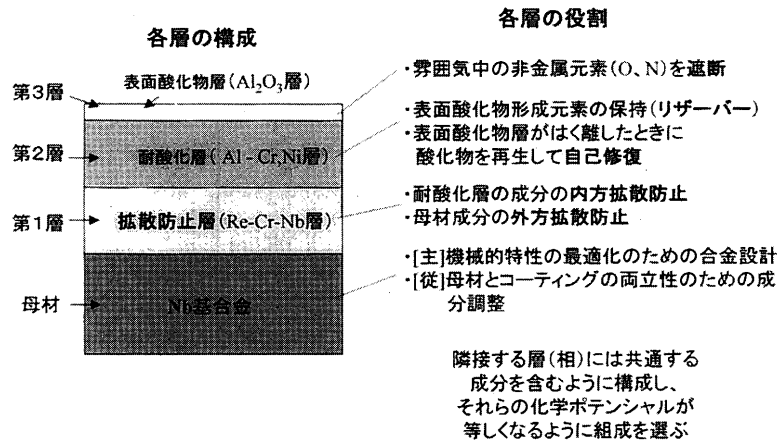 各層の構成
各層の役割
表面酸化物層(Al2O3層)
第3層
・雰囲気中の非金属元素(O、N)を遮断
第2層
耐酸化層( Al - Cr,Ni層)
・表面酸化物形成元素の保持(リザーバー)
・表面酸化物層がはく離したときに
酸化物を再生して自己修復
第1層
拡散防止層(Re-Cr-Nb層)
・耐酸化層の成分の内方拡散防止
・母材成分の外方拡散防止
母材
Nb基合金
・[主]機械的特性の最適化のための合金設計
・[従]母材とコーティングの両立性のための成
分調整
隣接する層(相)には共通する
成分を含むように構成し、
それらの化学ポテンシャルが
等しくなるように組成を選ぶ